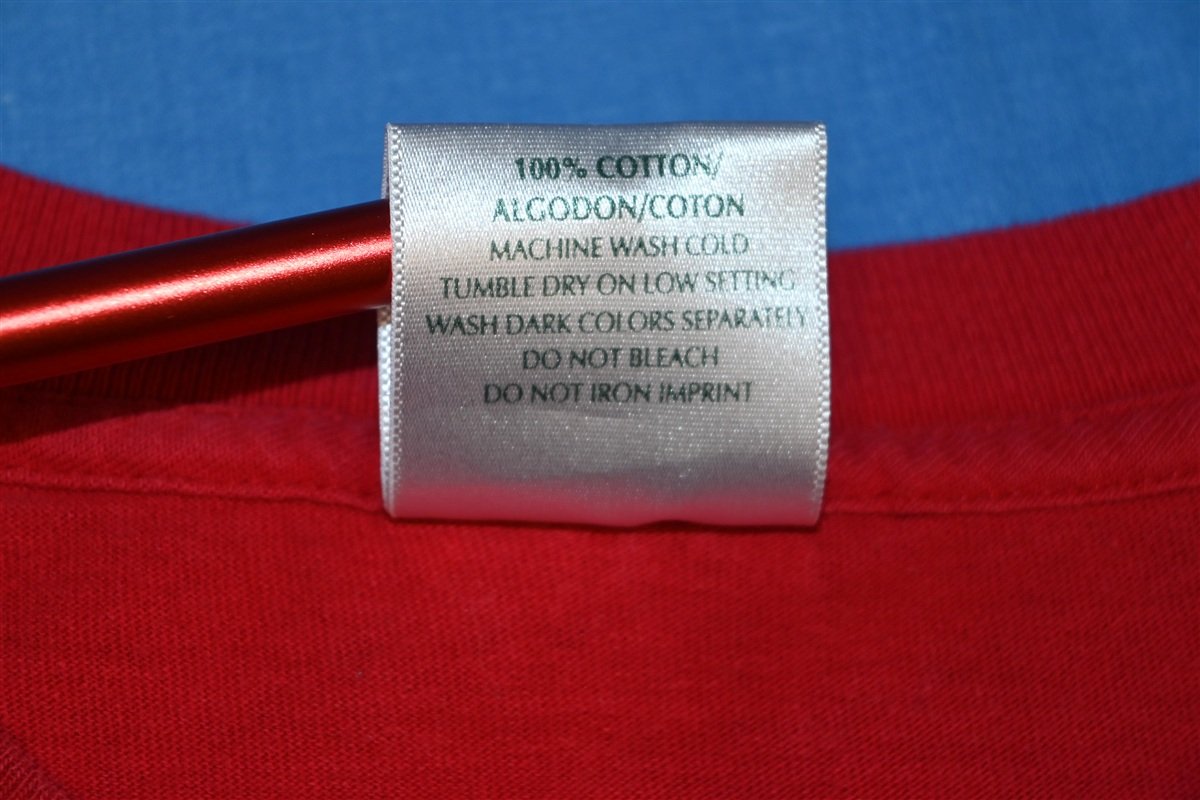 100% COTTON/
ALGODON/COTON
MACHINE WASH COLD
TUMBLE DRY ON LOW SETTING
WASH DARK COLORS SEPARATELY
DO NOT BLEACH
DO NOT IRON IMPRINT